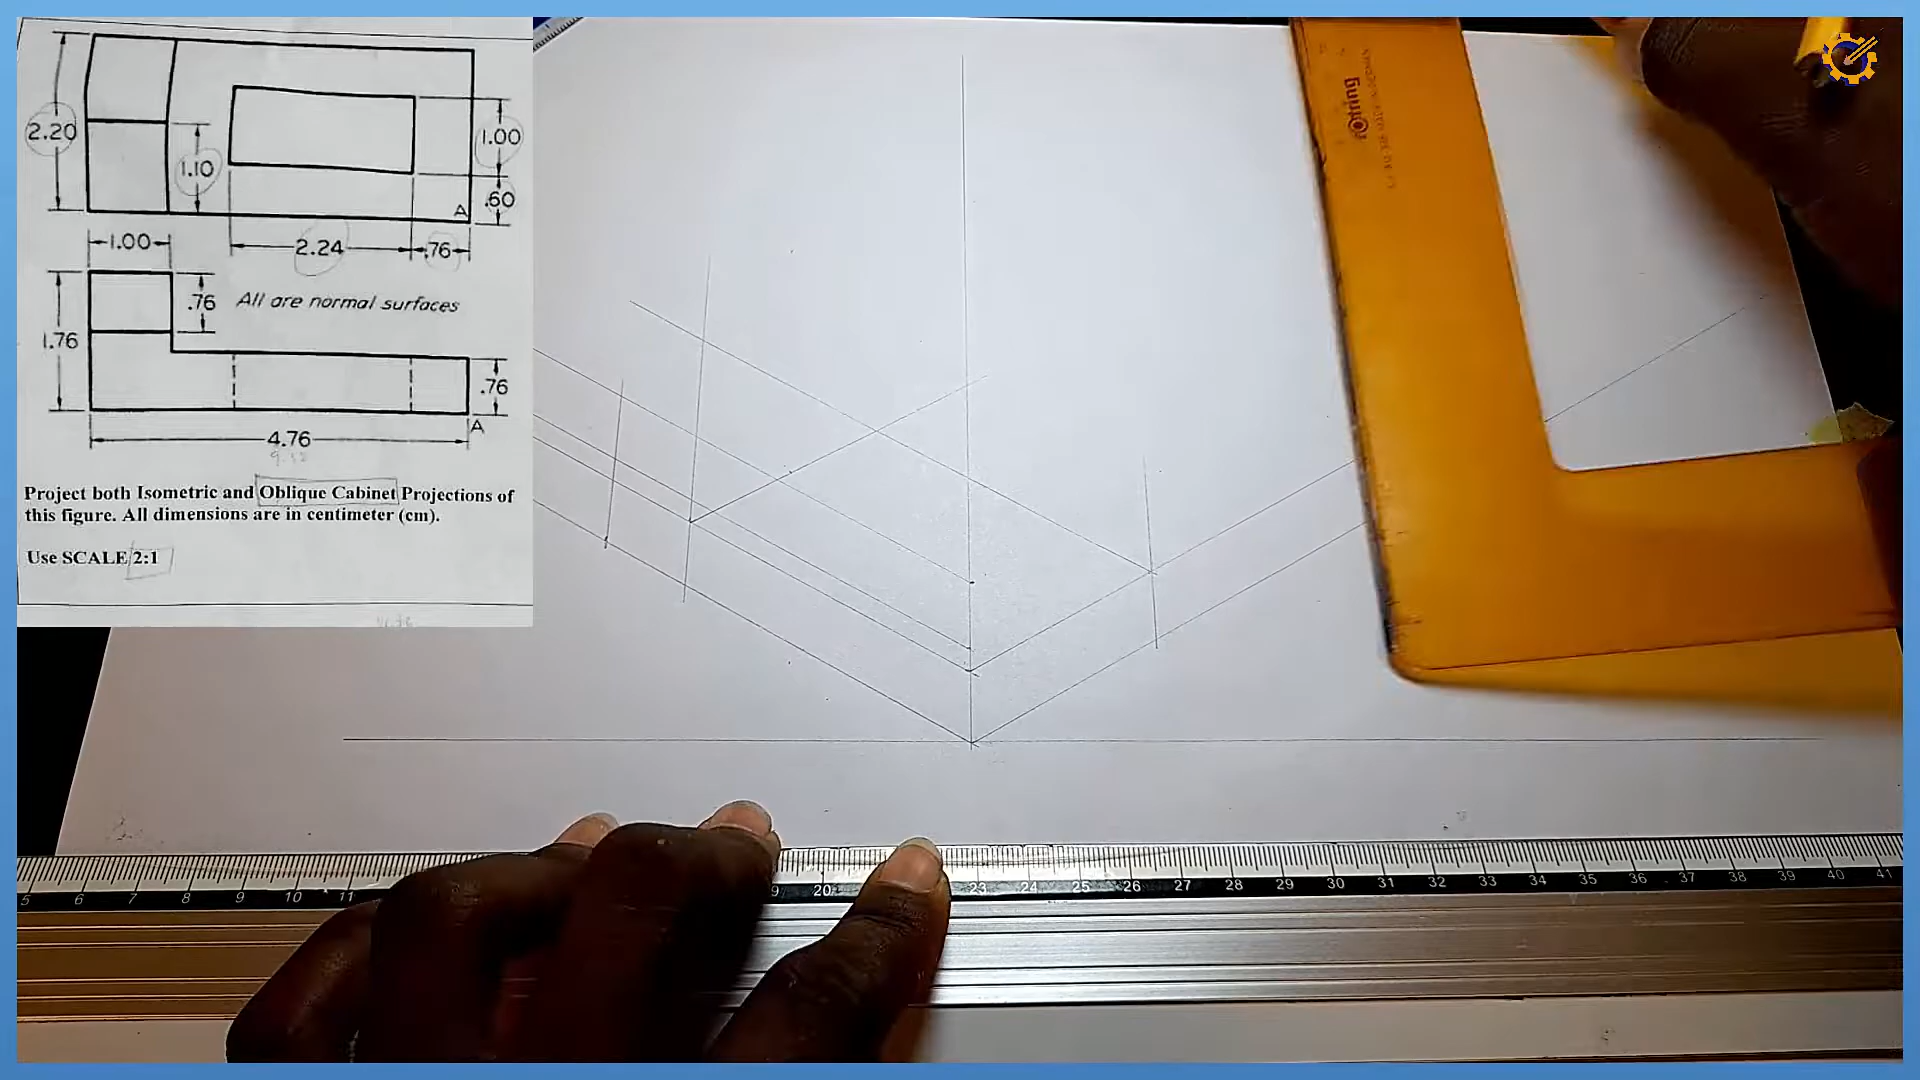 2.20
1.10
1.00
.60
A
1.00
2.24
.76
.76
All are normal surfaces
1.76
.76
A
4.76
Project both Isometric and Oblique Cabinet Projections of
this figure. All dimensions are in centimeter (cm).
Use SCALE 2:1
rotring
5 6 7 8 9 10 11 9 20 23 24 25 26 27 28 29 30 31 32 33 34 35 36 37 38 39 40 41